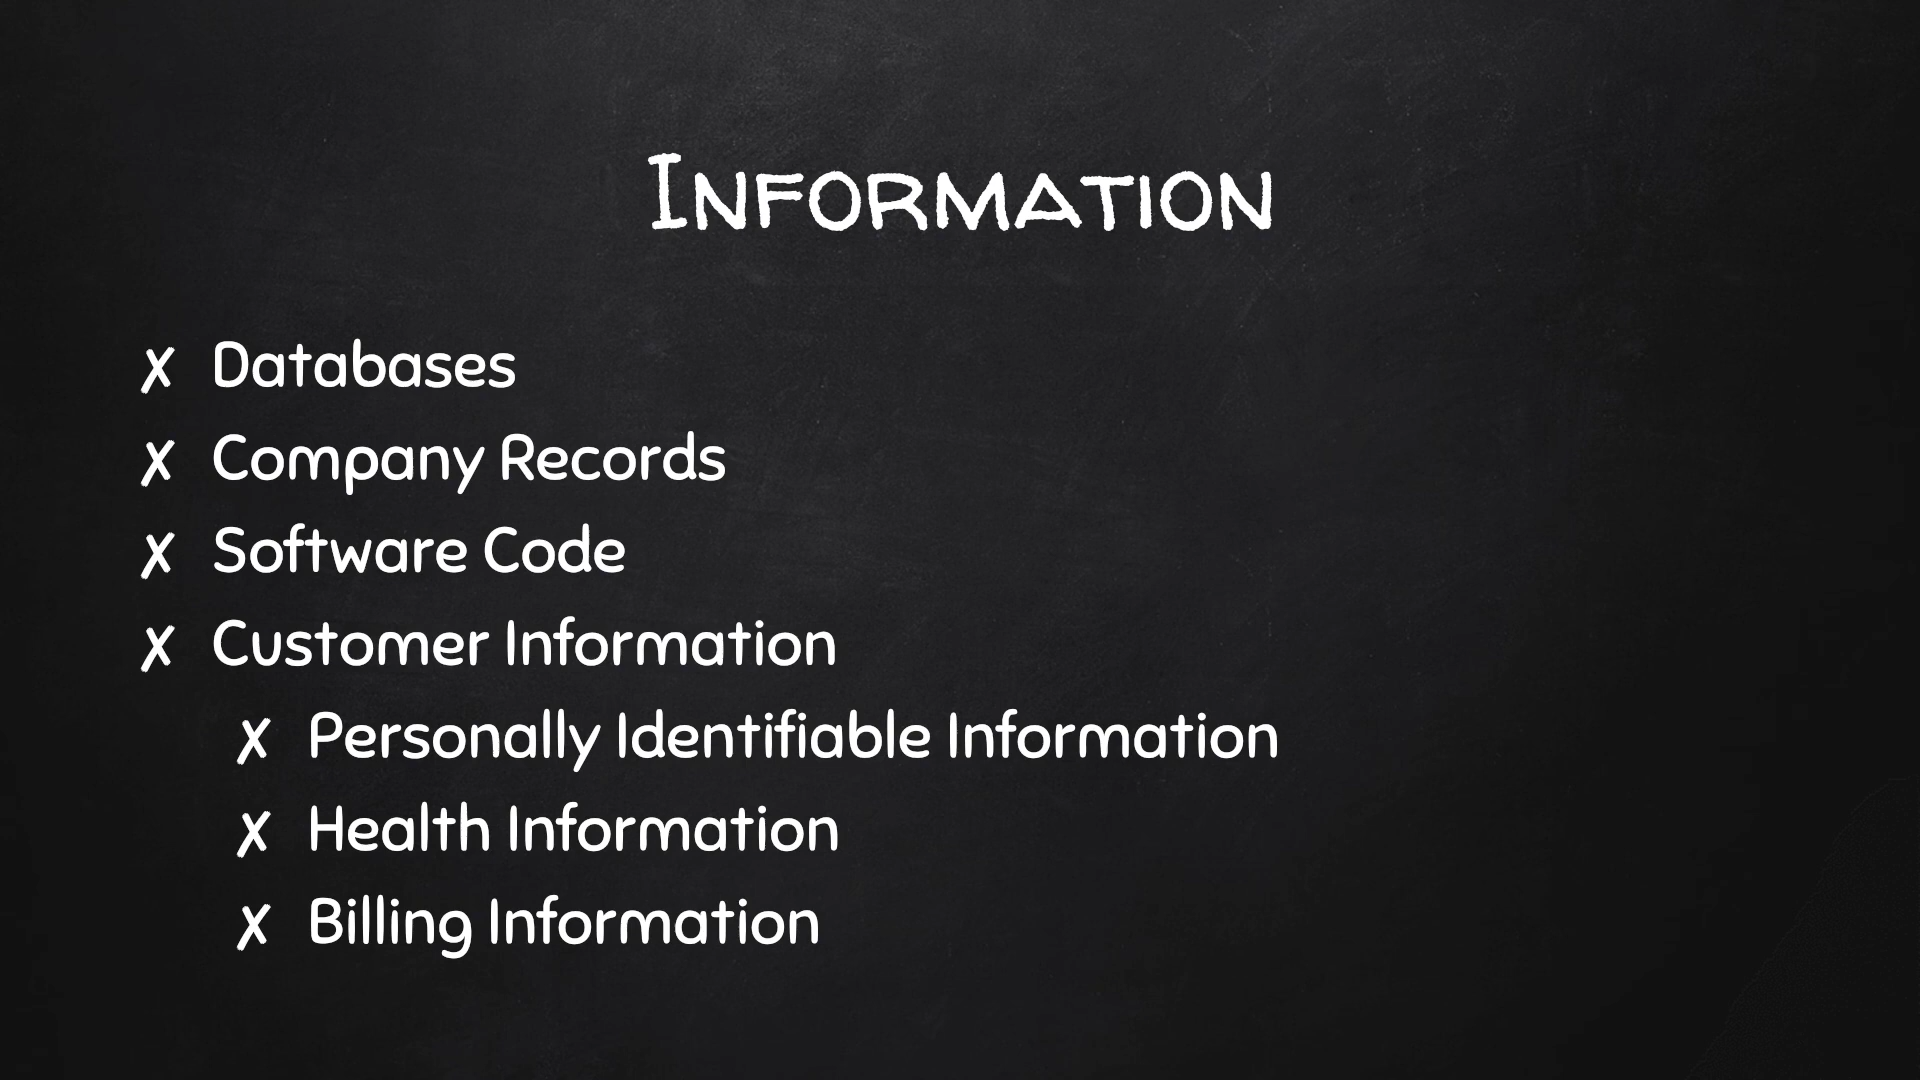 Information
✗ Databases
✗ Company Records
✗ Software Code
✗ Customer Information
✗ Personally Identifiable Information
✗ Health Information
✗ Billing Information